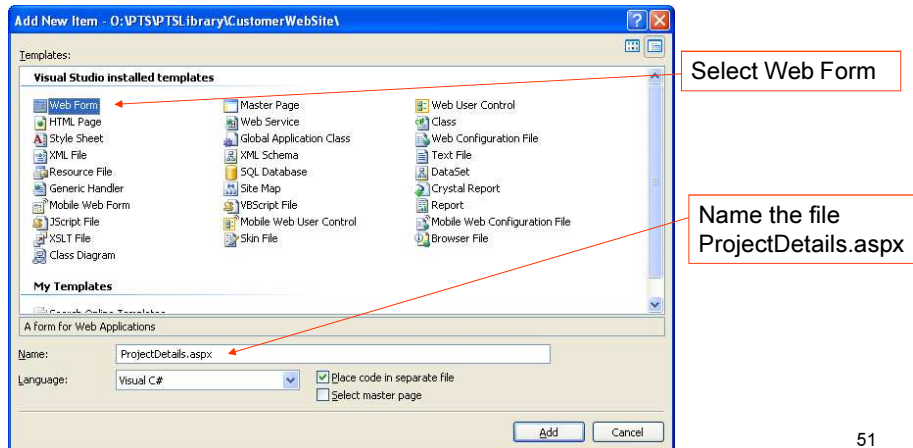 Add New Item - O:\PTS\PTSLibrary\CustomerWebSite\
Templates:
Visual Studio installed templates
Web Form
Master Page
Web User Control
HTML Page
Web Service
Class
Style Sheet
Global Application Class
Web Configuration File
XML File
XML Schema
Text File
Resource File
SQL Database
DataSet
Generic Handler
Site Map
Crystal Report
Mobile Web Form
VBScript File
Report
JScript File
Mobile Web User Control
Mobile Web Configuration File
XSLT File
Skin File
Browser File
Class Diagram
My Templates
Search Online Templates
A form for Web Applications
Name:
ProjectDetails.aspx
Language:
Visual C#
Place code in separate file
Select master page
Add
Cancel
Select Web Form
Name the file
ProjectDetails.aspx
51